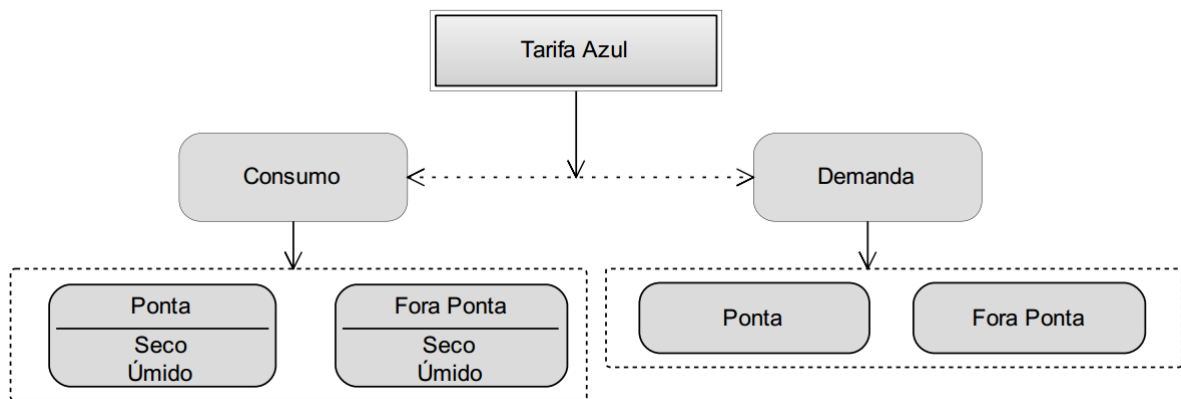 Tarifa Azul
Consumo
Demanda
Ponta
Seco
Úmido
Fora Ponta
Seco
Úmido
Ponta
Fora Ponta